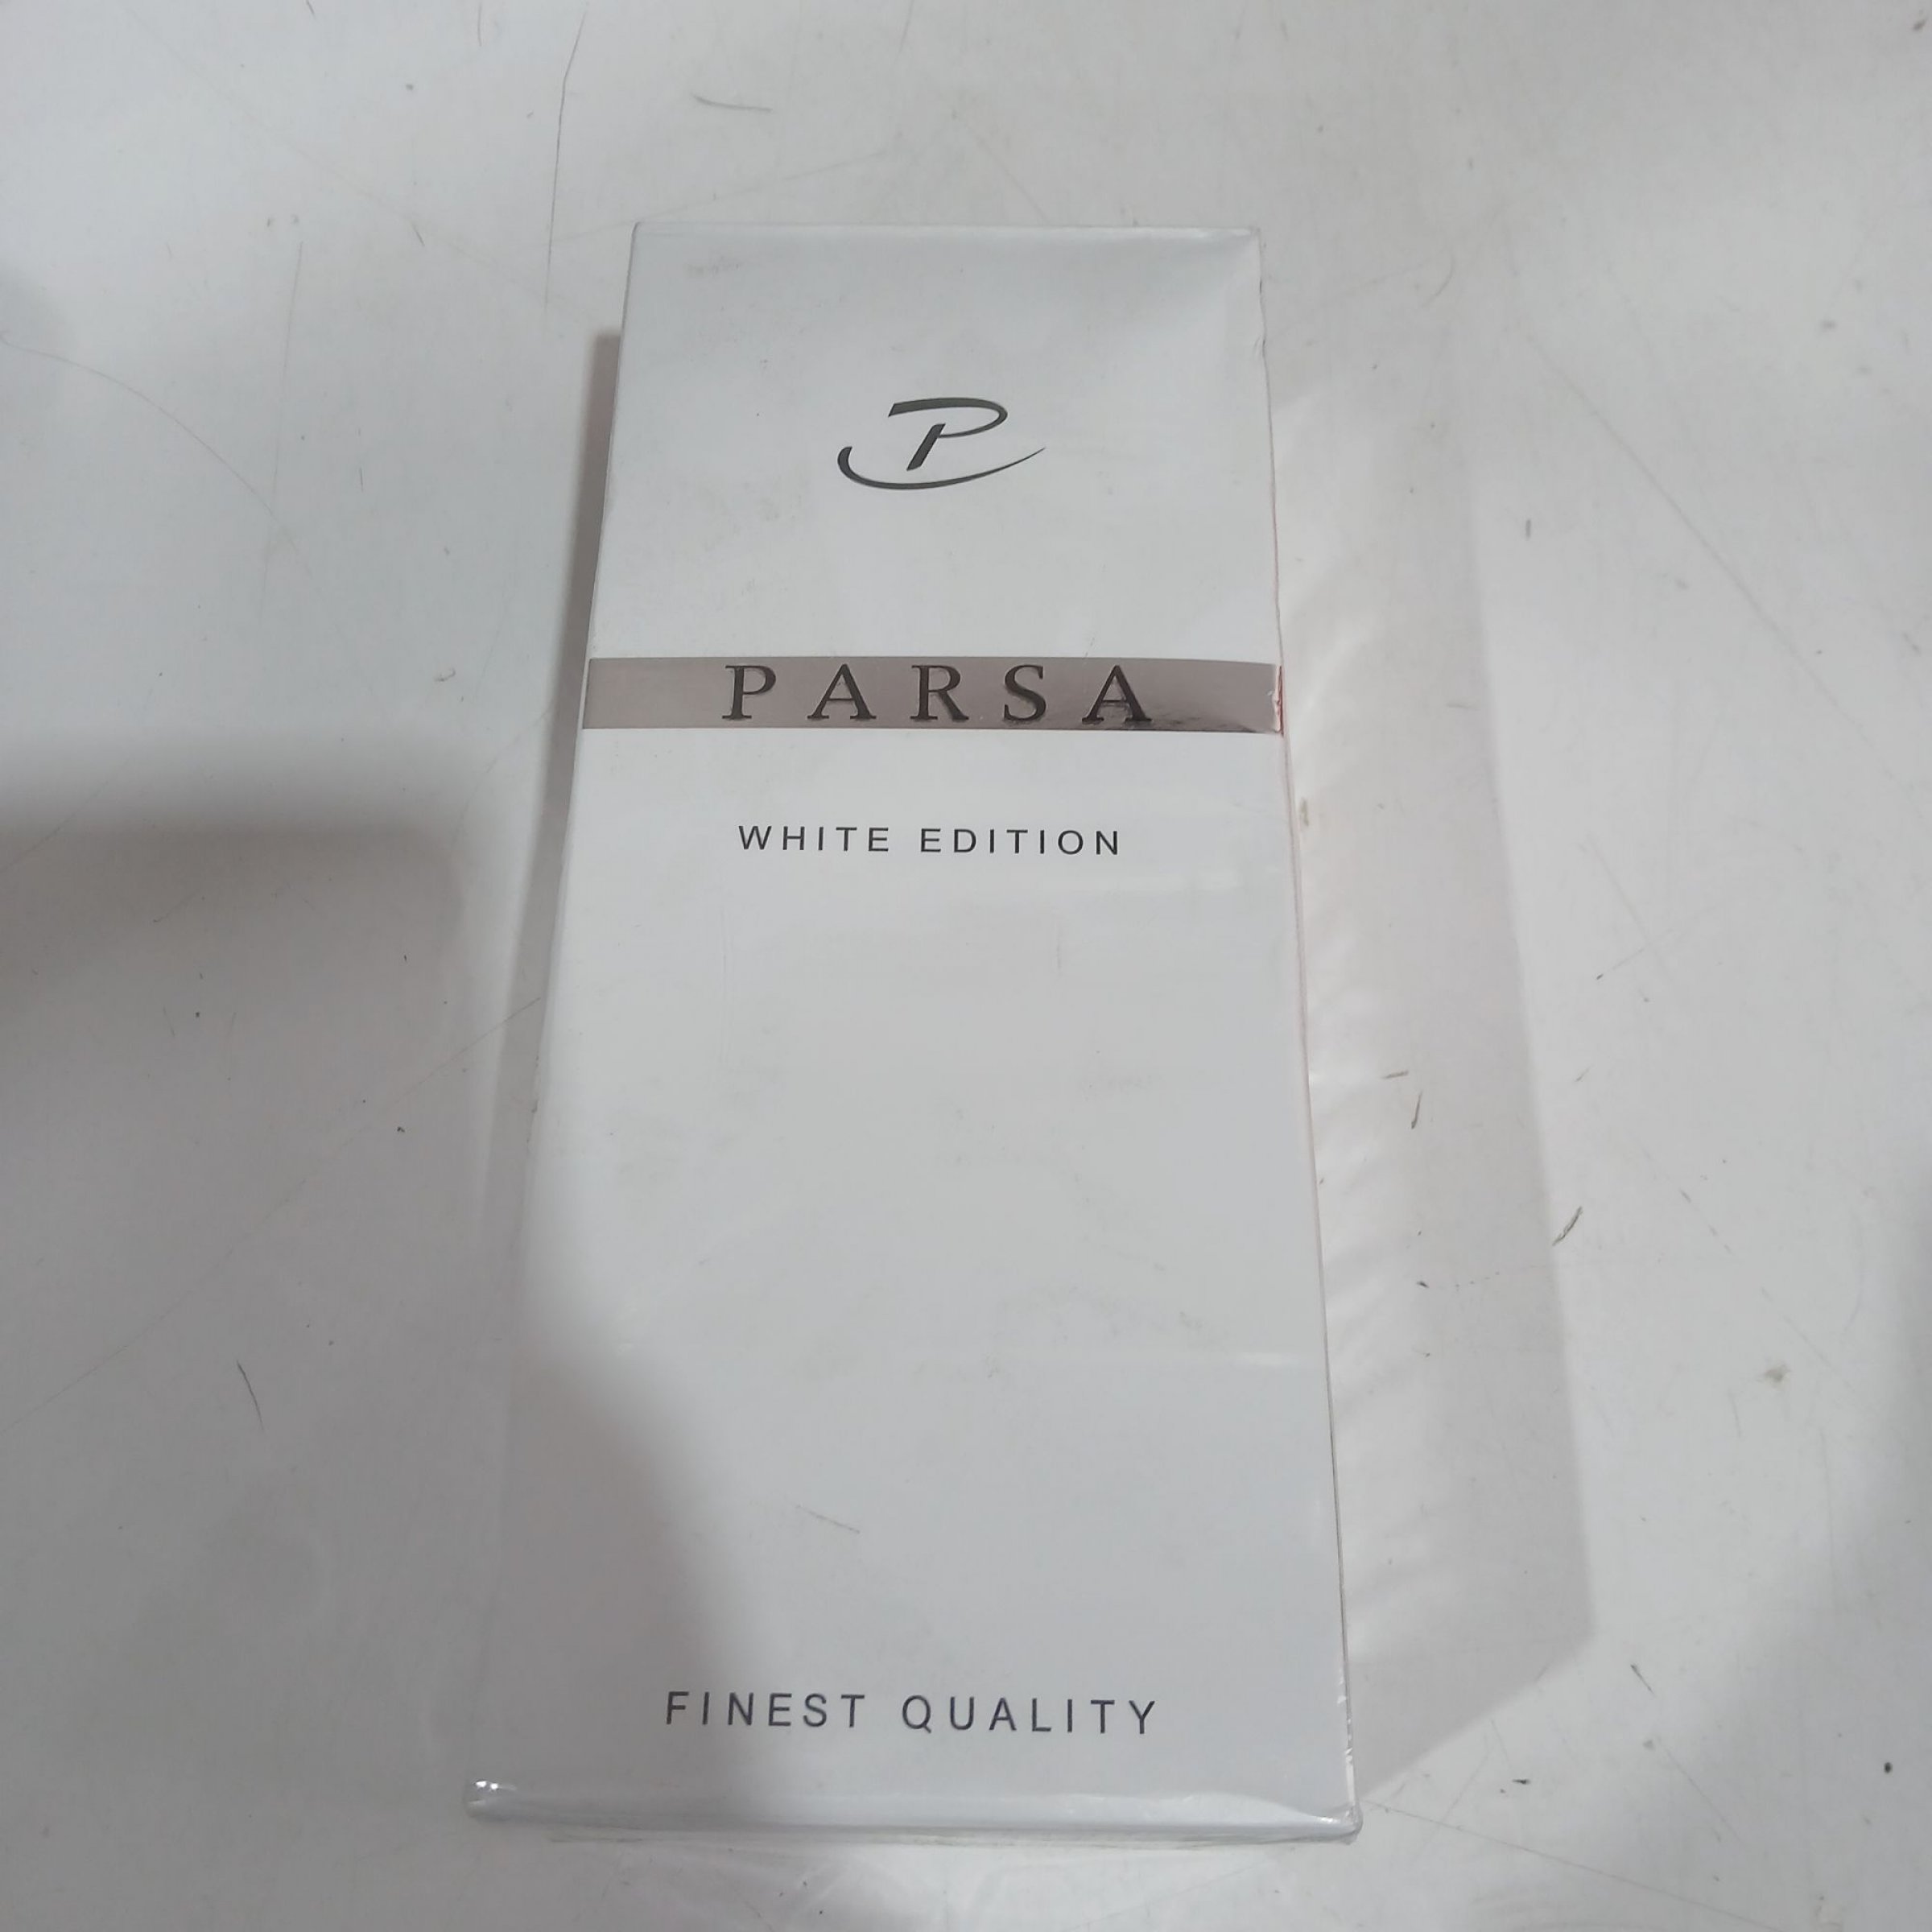 P
PARSA
WHITE EDITION
FINEST QUALITY